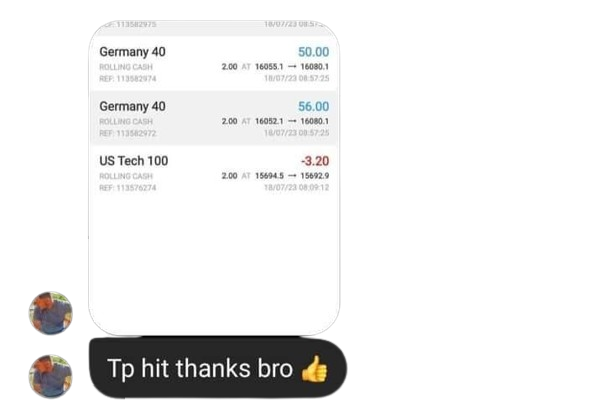 REF: 113582975 18/07/23 08:57:25
Germany 40 50.00
ROLLING CASH 2.00 AT 16055.1 → 16080.1
REF: 113582974 18/07/23 08:57:25
Germany 40 56.00
ROLLING CASH 2.00 AT 16052.1 → 16080.1
REF: 113582972 18/07/23 08:57:25
US Tech 100 -3.20
ROLLING CASH 2.00 AT 15694.5 → 15692.9
REF: 113576274 18/07/23 08:09:12
Tp hit thanks bro 👍